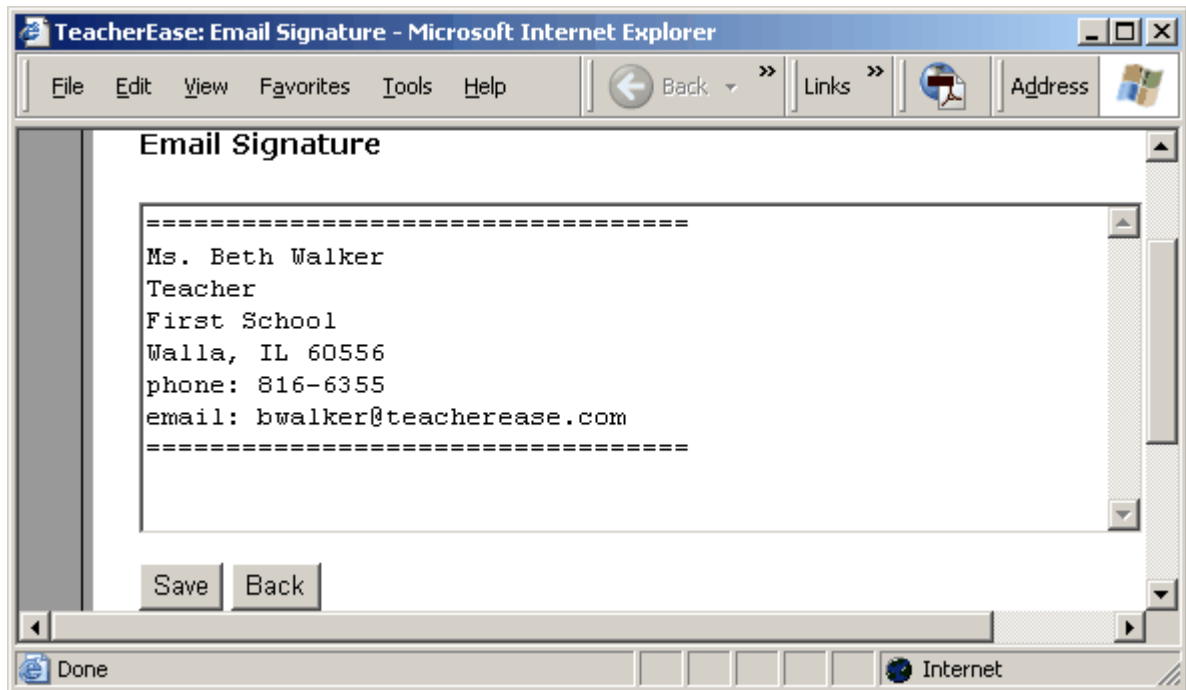 TeacherEase: Email Signature - Microsoft Internet Explorer
File Edit View Favorites Tools Help Back » Links » Address
Email Signature
==================================
Ms. Beth Walker
Teacher
First School
Walla, IL 60556
phone: 816-6355
email: bwalker@teacherease.com
==================================
Save Back
Done Internet